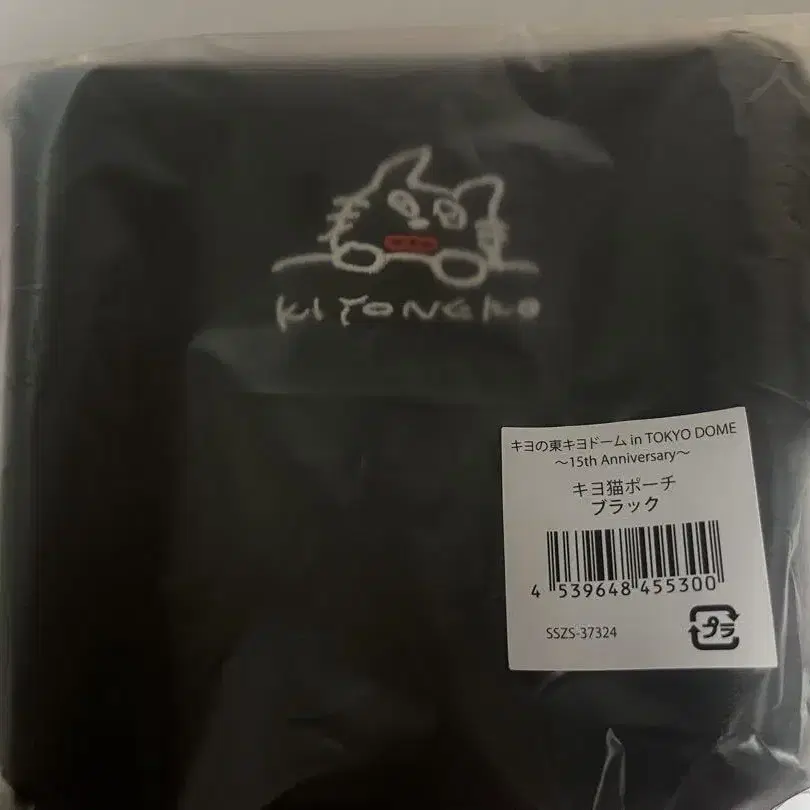 KIYONEKO
キヨの東キヨドーム in TOKYO DOME
～15th Anniversary～
キヨ猫ポーチ
ブラック
4 539648 455300
SSZS-37324
プラ